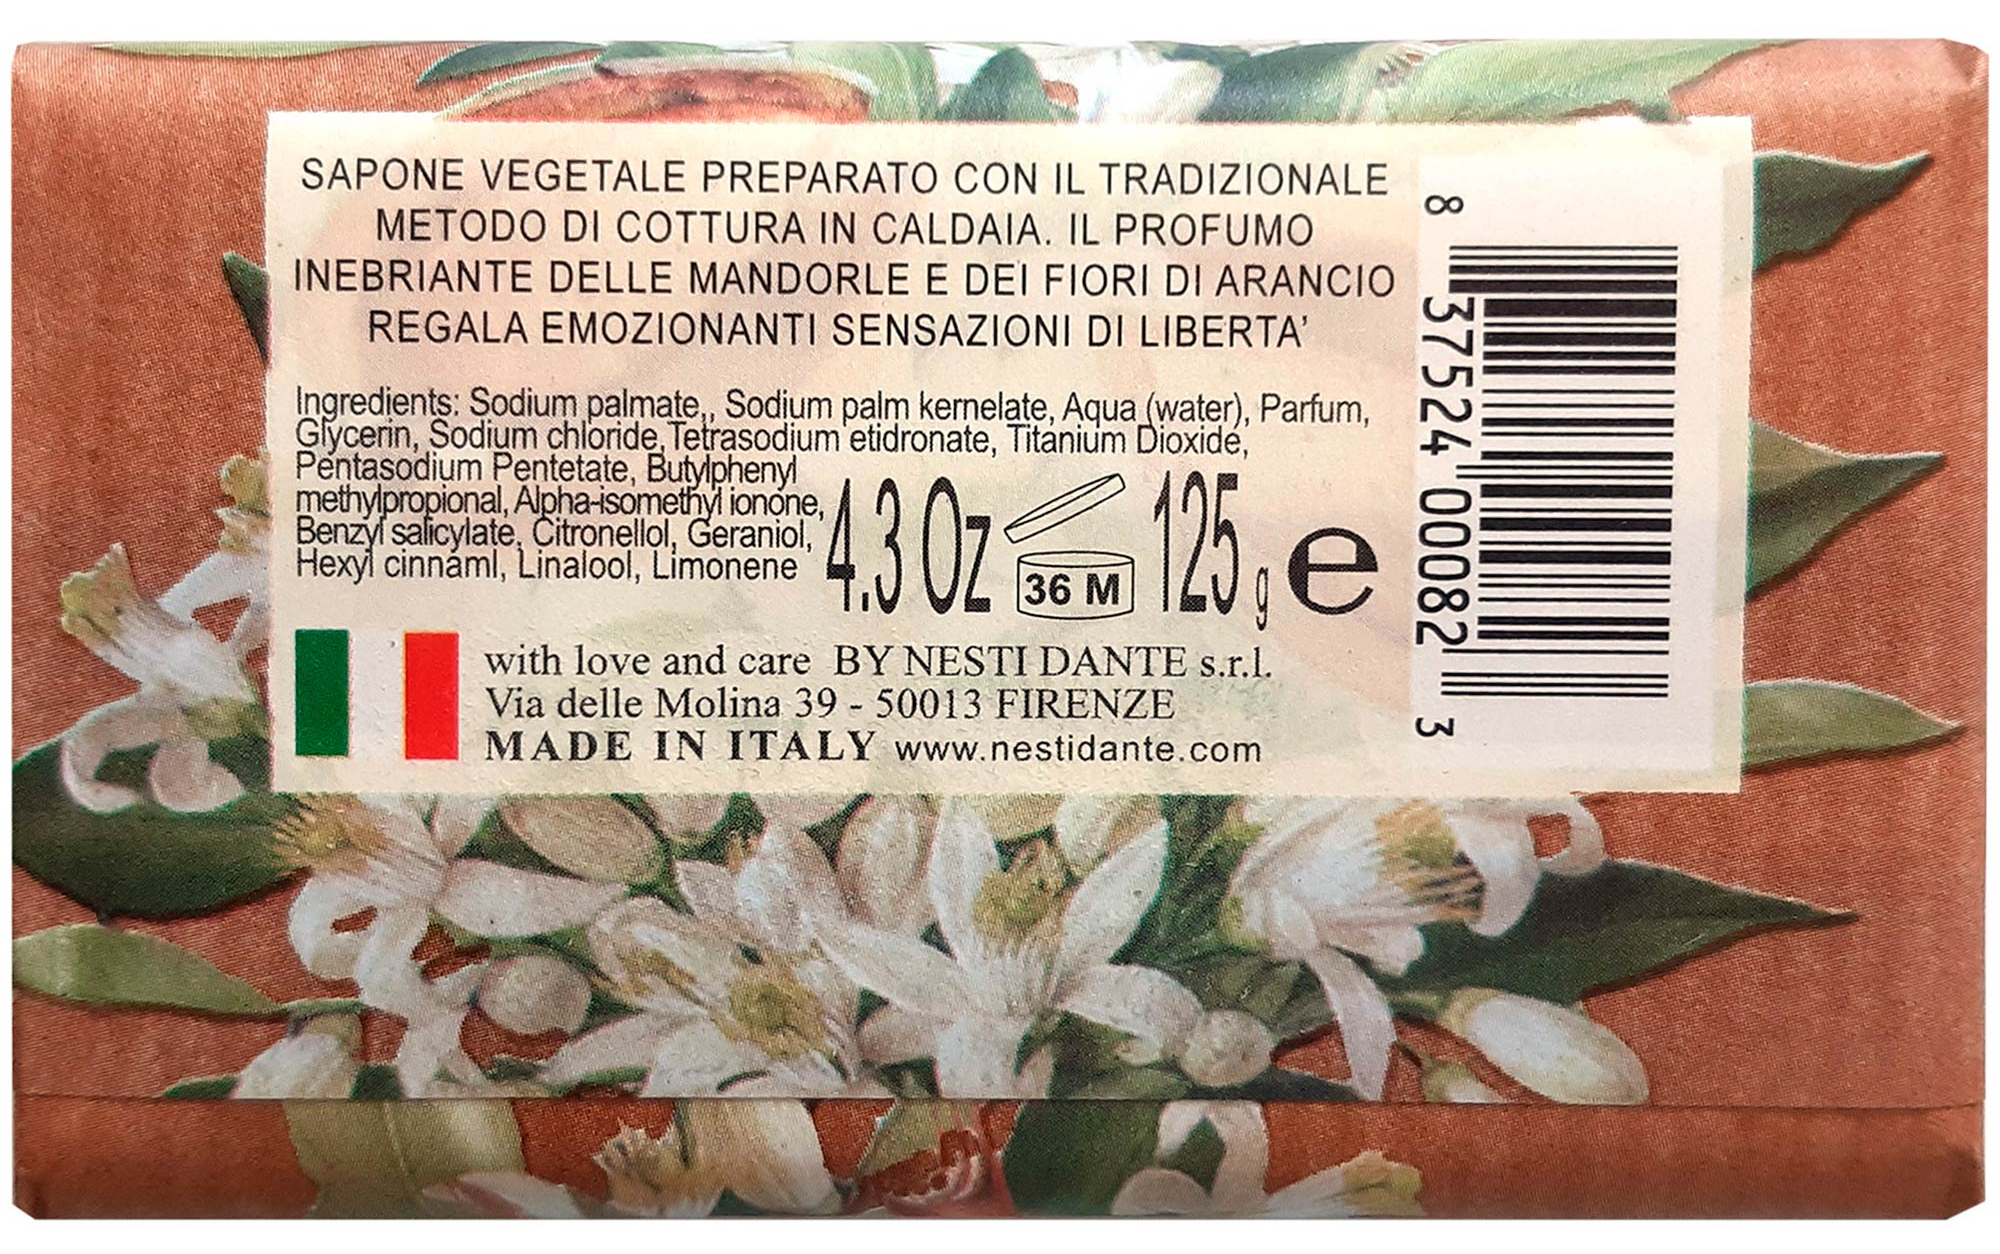 SAPONE VEGETALE PREPARATO CON IL TRADIZIONALE
METODO DI COTTURA IN CALDAIA. IL PROFUMO
INEBRIANTE DELLE MANDORLE E DEI FIORI DI ARANCIO
REGALA EMOZIONANTI SENSAZIONI DI LIBERTA’
Ingredients: Sodium palmate,, Sodium palm kernelate, Aqua (water), Parfum,
Glycerin, Sodium chloride, Tetrasodium etidronate, Titanium Dioxide,
Pentasodium Pentetate, Butylphenyl
methylpropional, Alpha-isomethyl ionone,
Benzyl salicylate, Citronellol, Geraniol,
Hexyl cinnaml, Linalool, Limonene
4.3 Oz 36 M 125 g e
with love and care BY NESTI DANTE s.r.l.
Via delle Molina 39 - 50013 FIRENZE
MADE IN ITALY www.nestidante.com
8 37524 00082 3